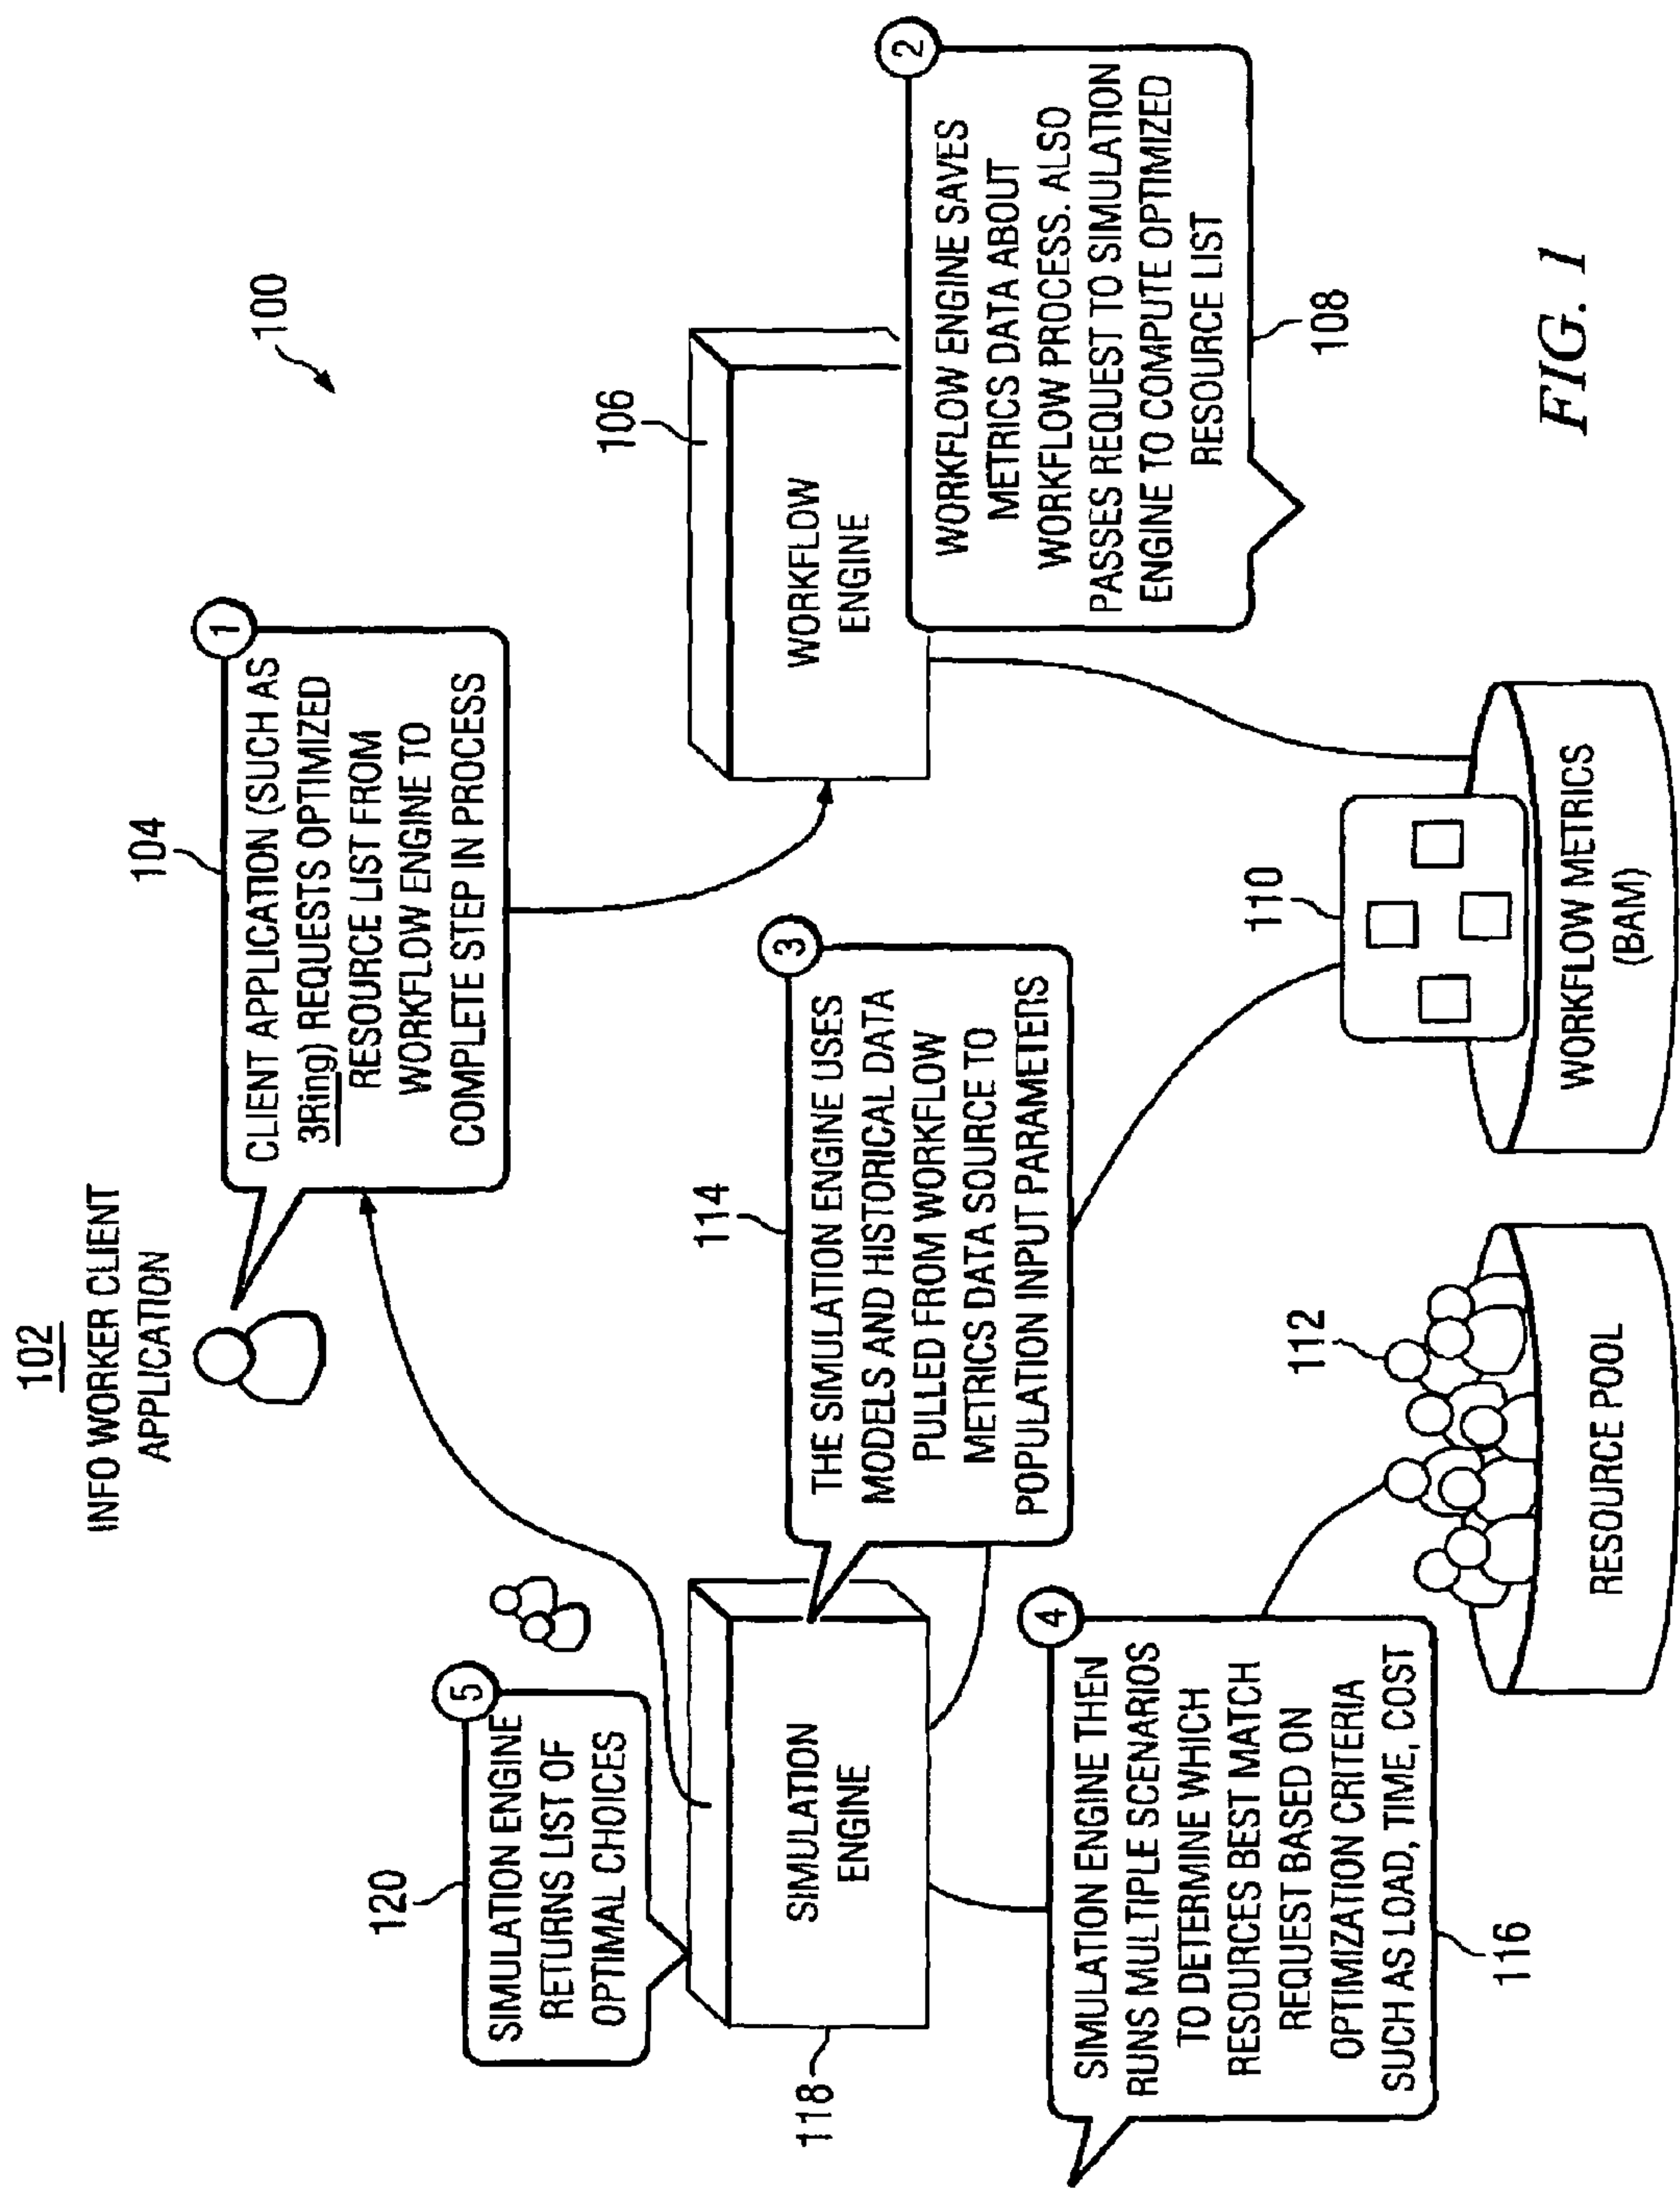 102
INFO WORKER CLIENT
APPLICATION
100
104
1
CLIENT APPLICATION (SUCH AS
3Ring) REQUESTS OPTIMIZED
RESOURCE LIST FROM
WORKFLOW ENGINE TO
COMPLETE STEP IN PROCESS
120
5
SIMULATION ENGINE
RETURNS LIST OF
OPTIMAL CHOICES
118
SIMULATION
ENGINE
114
3
THE SIMULATION ENGINE USES
MODELS AND HISTORICAL DATA
PULLED FROM WORKFLOW
METRICS DATA SOURCE TO
POPULATION INPUT PARAMETERS
106
WORKFLOW
ENGINE
2
WORKFLOW ENGINE SAVES
METRICS DATA ABOUT
WORKFLOW PROCESS. ALSO
PASSES REQUEST TO SIMULATION
ENGINE TO COMPUTE OPTIMIZED
RESOURCE LIST
108
4
SIMULATION ENGINE THEN
RUNS MULTIPLE SCENARIOS
TO DETERMINE WHICH
RESOURCES BEST MATCH
REQUEST BASED ON
OPTIMIZATION CRITERIA
SUCH AS LOAD, TIME, COST
116
112
RESOURCE POOL
110
WORKFLOW METRICS
(BAM)
FIG. 1